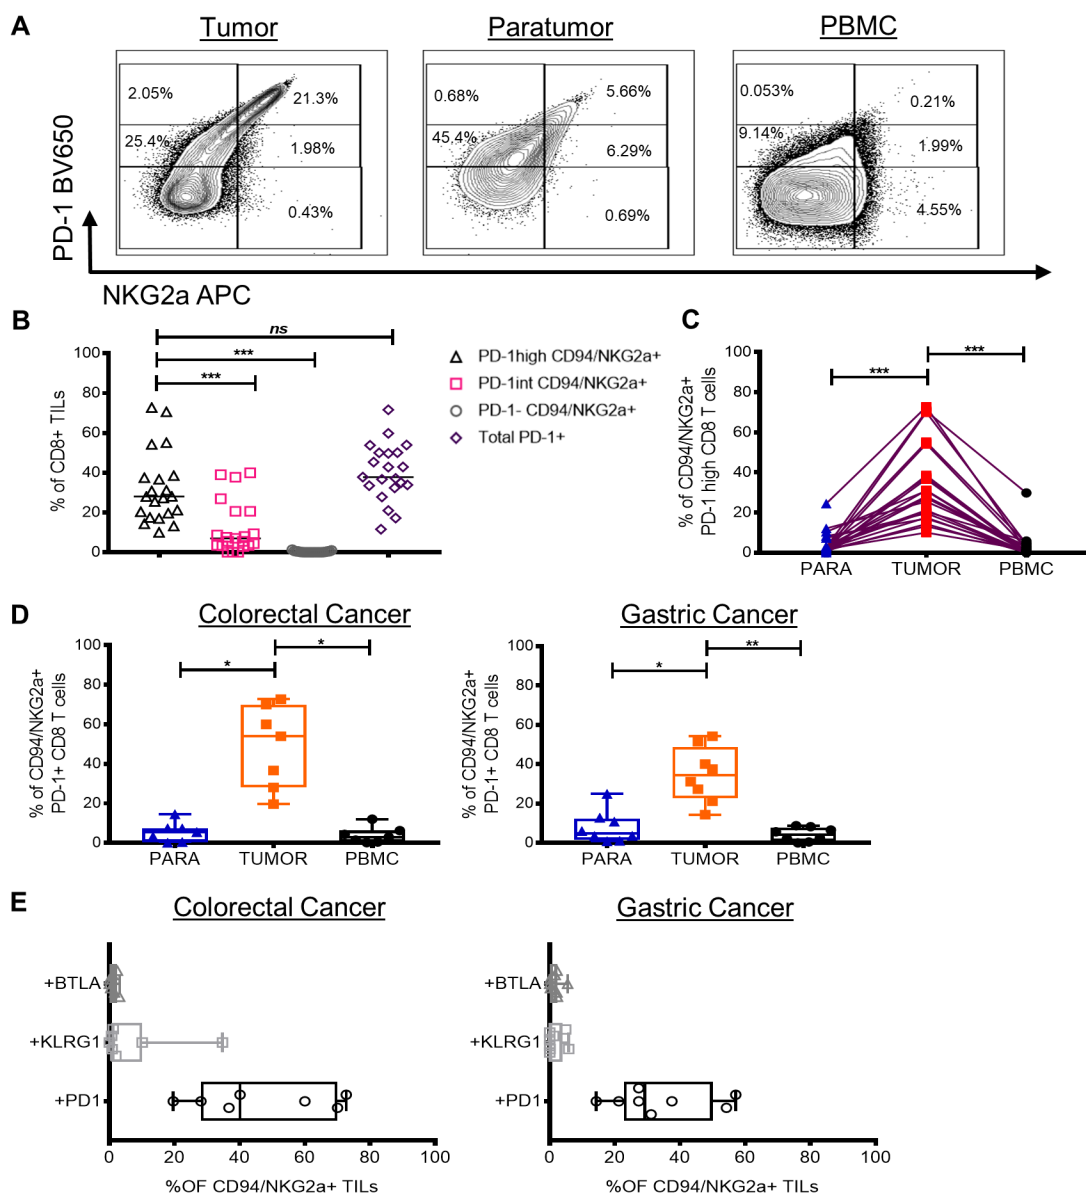 A
Tumor
Paratumor
PBMC
PD-1 BV650
2.05%
21.3%
25.4%
1.98%
0.43%
0.68%
5.66%
45.4%
6.29%
0.69%
0.053%
0.21%
9.14%
1.99%
4.55%
NKG2a APC
B
ns
***
***
% of CD8+ TILs
100
80
60
40
20
0
PD-1high CD94/NKG2a+
PD-1int CD94/NKG2a+
PD-1- CD94/NKG2a+
Total PD-1+
C
***
***
% of CD94/NKG2a+
PD-1 high CD8 T cells
100
80
60
40
20
0
PARA
TUMOR
PBMC
D
Colorectal Cancer
*
*
% of CD94/NKG2a+
PD-1+ CD8 T cells
100
80
60
40
20
0
PARA
TUMOR
PBMC
Gastric Cancer
*
**
% of CD94/NKG2a+
PD-1+ CD8 T cells
100
80
60
40
20
0
PARA
TUMOR
PBMC
E
Colorectal Cancer
+BTLA
+KLRG1
+PD1
0 20 40 60 80 100
%OF CD94/NKG2a+ TILs
Gastric Cancer
+BTLA
+KLRG1
+PD1
0 20 40 60 80 100
%OF CD94/NKG2a+ TILs